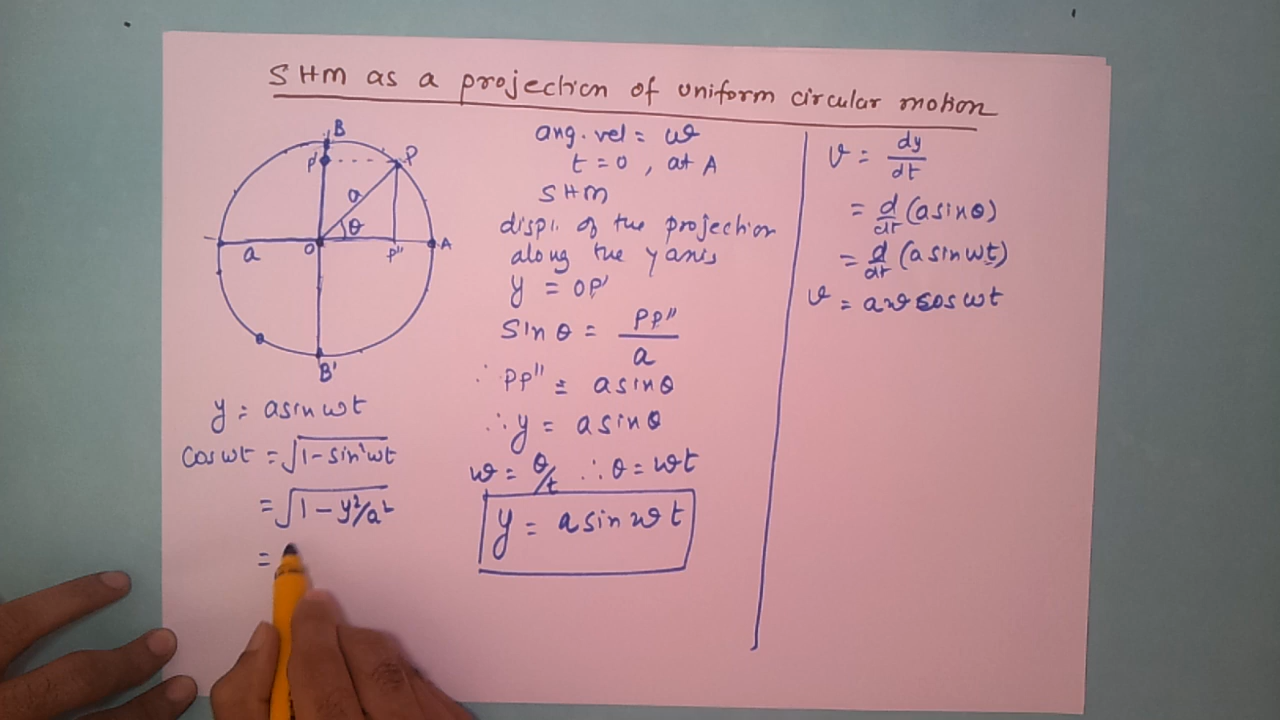 SHM as a projection of uniform circular motion
B
P'
P
a
θ
a
O
P"
A
B'
y = a sin ωt
cos ωt = √1 - sin²ωt
= √1 - y²/a²
=
ang. vel = ω
t = 0 , at A
SHM
displ. of the projection
along the y axis
y = OP'
sin θ = PP"/a
∴ PP" = a sin θ
∴ y = a sin θ
ω = θ/t ∴ θ = ωt
y = a sin ωt
v = dy/dt
= d/dt (a sin θ)
= d/dt (a sin ωt)
v = aω cos ωt